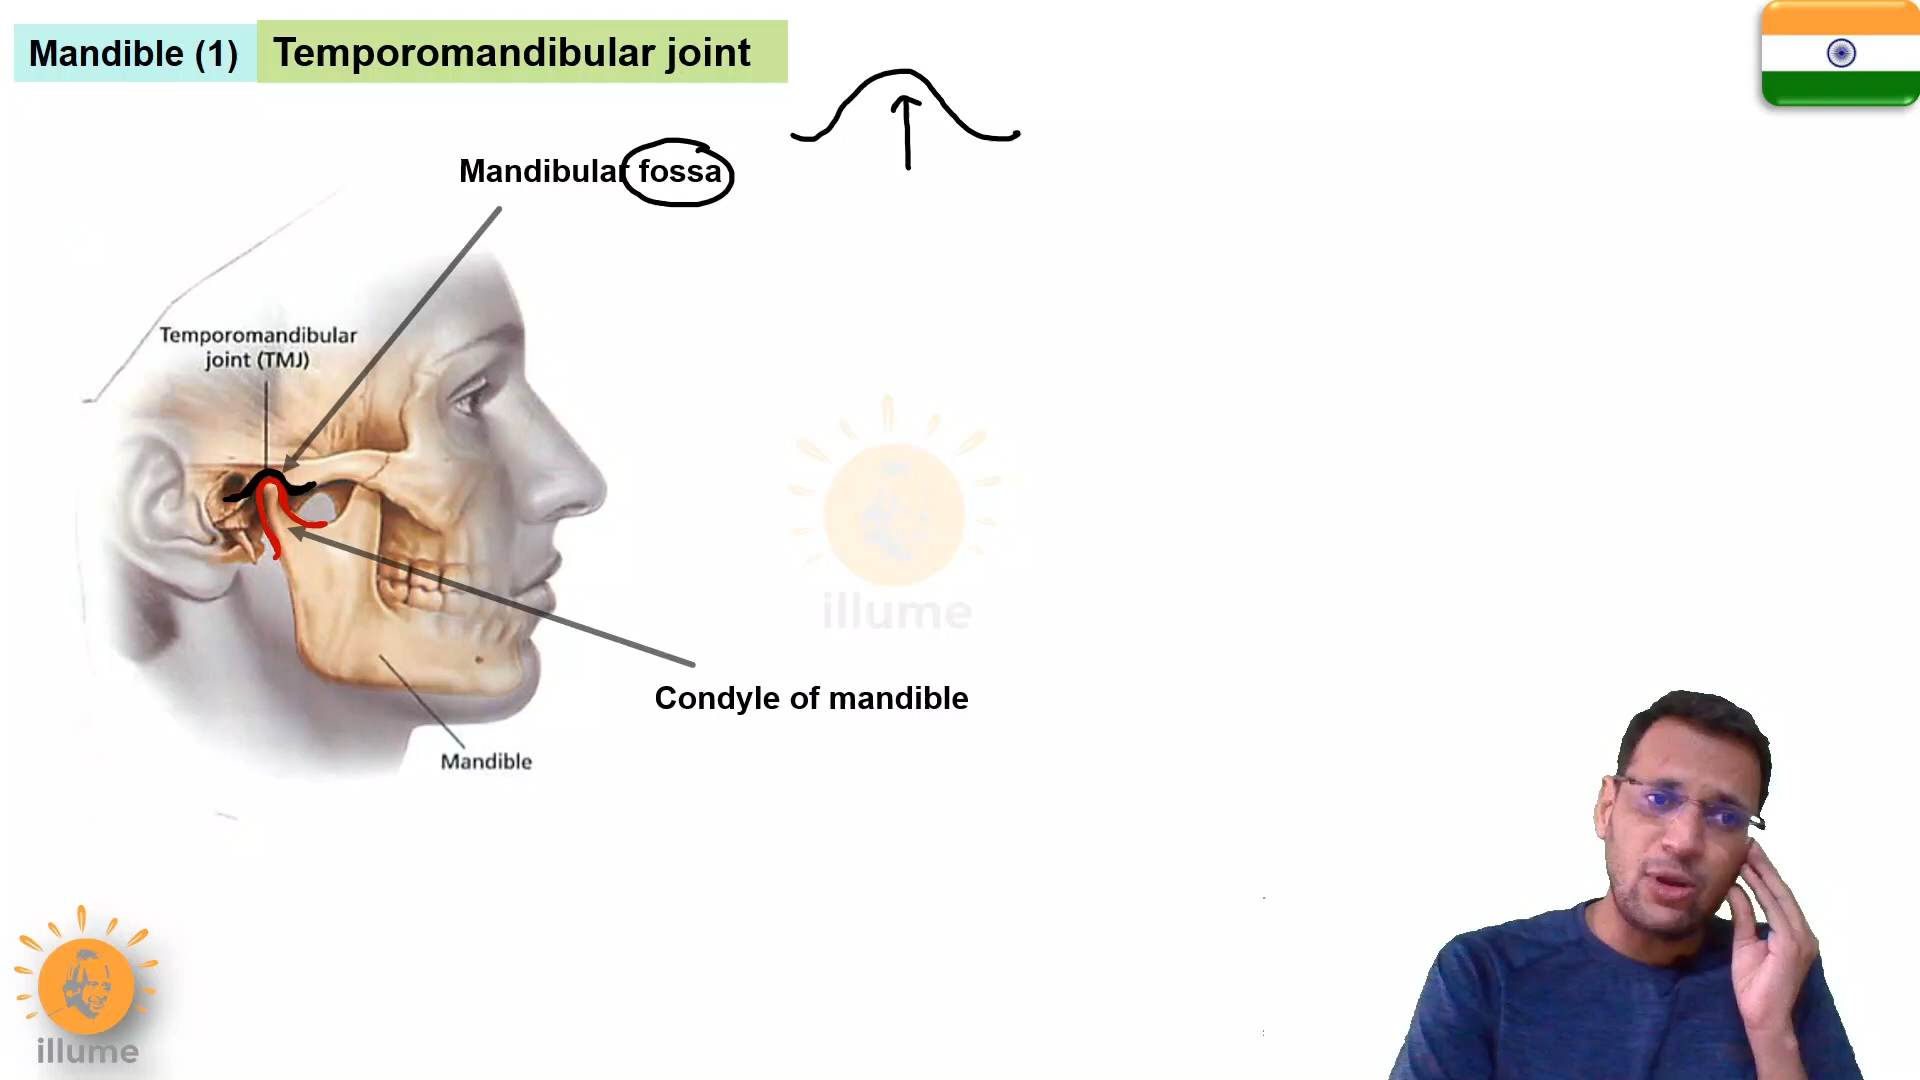 Mandible (1)
Temporomandibular joint
Mandibular fossa
Temporomandibular
joint (TMJ)
illume
Condyle of mandible
Mandible
illume